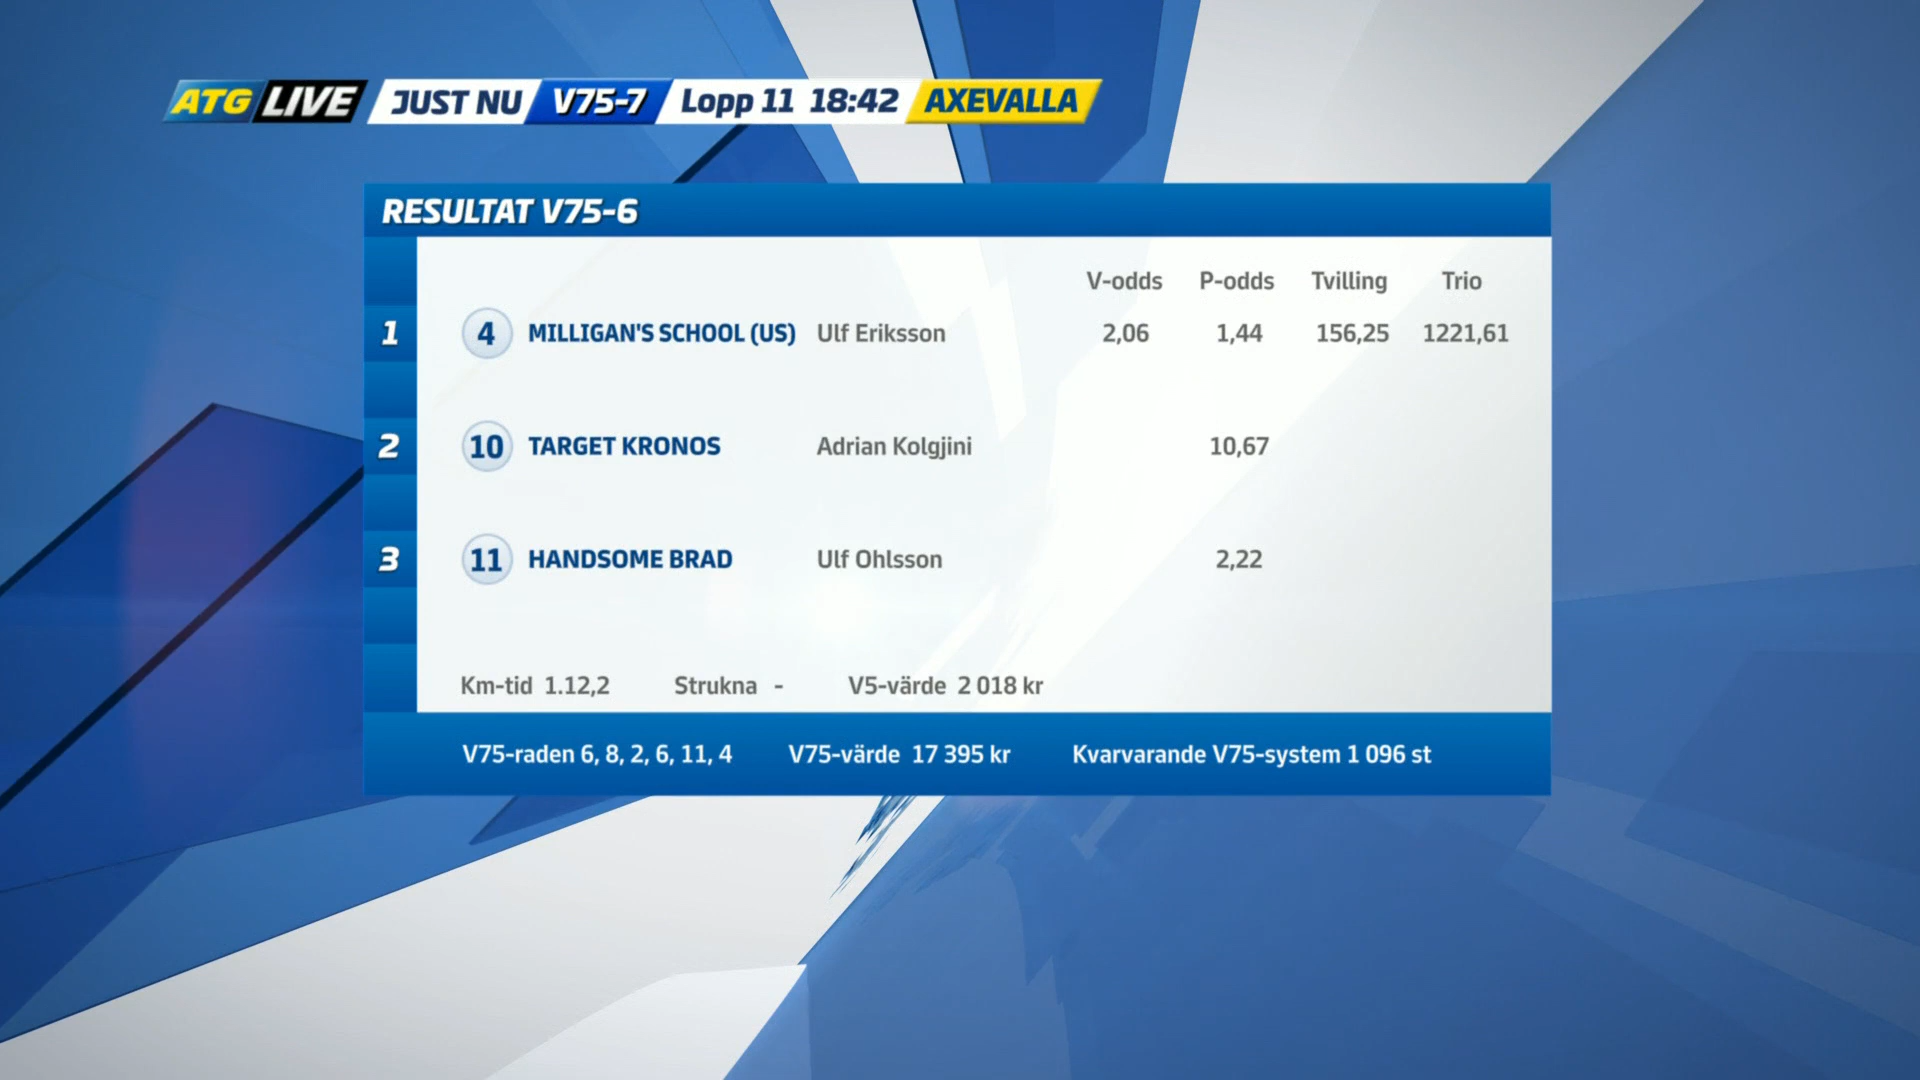 ATG LIVE JUST NU V75-7 Lopp 11 18:42 AXEVALLA
RESULTAT V75-6
V-odds P-odds Tvilling Trio
1 4 MILLIGAN'S SCHOOL (US) Ulf Eriksson 2,06 1,44 156,25 1221,61
2 10 TARGET KRONOS Adrian Kolgjini 10,67
3 11 HANDSOME BRAD Ulf Ohlsson 2,22
Km-tid 1.12,2 Strukna - V5-värde 2 018 kr
V75-raden 6, 8, 2, 6, 11, 4 V75-värde 17 395 kr Kvarvarande V75-system 1 096 st